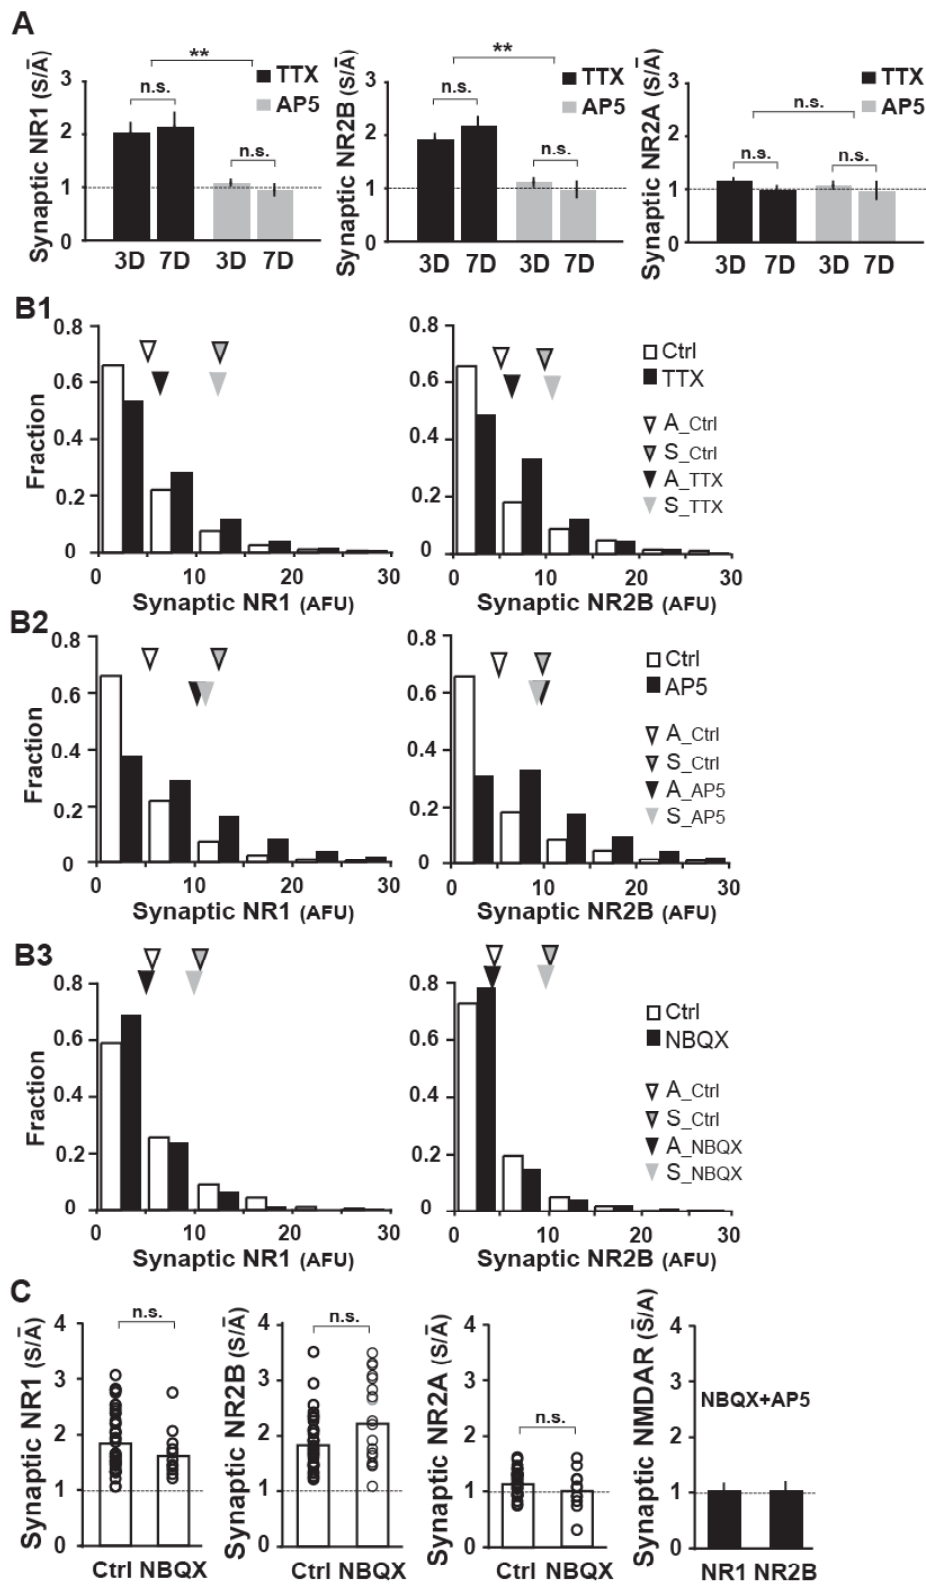 A
Synaptic NR1 (S̄/Ā)
3
2
1
0
**
n.s.
n.s.
TTX
AP5
3D 7D 3D 7D
Synaptic NR2B (S̄/Ā)
3
2
1
0
**
n.s.
n.s.
TTX
AP5
3D 7D 3D 7D
Synaptic NR2A (S̄/Ā)
3
2
1
0
n.s.
n.s.
n.s.
TTX
AP5
3D 7D 3D 7D
B1
Fraction
0.8
0.6
0.4
0.2
0
0 10 20 30
Synaptic NR1 (AFU)
0.8
0.6
0.4
0.2
0
0 10 20 30
Synaptic NR2B (AFU)
Ctrl
TTX
A_Ctrl
S_Ctrl
A_TTX
S_TTX
B2
Fraction
0.8
0.6
0.4
0.2
0
0 10 20 30
Synaptic NR1 (AFU)
0.8
0.6
0.4
0.2
0
0 10 20 30
Synaptic NR2B (AFU)
Ctrl
AP5
A_Ctrl
S_Ctrl
A_AP5
S_AP5
B3
Fraction
0.8
0.6
0.4
0.2
0
0 10 20 30
Synaptic NR1 (AFU)
0.8
0.6
0.4
0.2
0
0 10 20 30
Synaptic NR2B (AFU)
Ctrl
NBQX
A_Ctrl
S_Ctrl
A_NBQX
S_NBQX
C
Synaptic NR1 (S̄/Ā)
4
3
2
1
0
n.s.
Ctrl NBQX
Synaptic NR2B (S̄/Ā)
4
3
2
1
0
n.s.
Ctrl NBQX
Synaptic NR2A (S̄/Ā)
4
3
2
1
0
n.s.
Ctrl NBQX
Synaptic NMDAR (S̄/Ā)
4
3
2
1
0
NBQX+AP5
NR1 NR2B